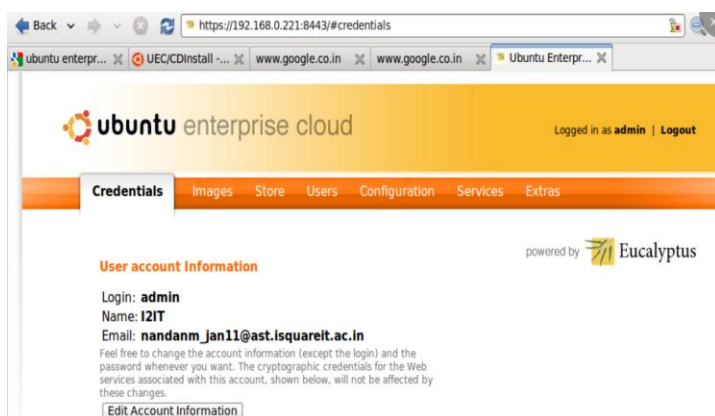 Back
https://192.168.0.221:8443/#credentials
ubuntu enterpr... UEC/CDInstall -... www.google.co.in www.google.co.in Ubuntu Enterpr...
ubuntu enterprise cloud
Logged in as admin | Logout
Credentials Images Store Users Configuration Services Extras
powered by Eucalyptus
User account Information
Login: admin
Name: I2IT
Email: nandanm_jan11@ast.isquareit.ac.in
Feel free to change the account information (except the login) and the
password whenever you want. The cryptographic credentials for the Web
services associated with this account, shown below, will not be affected by
these changes.
Edit Account Information